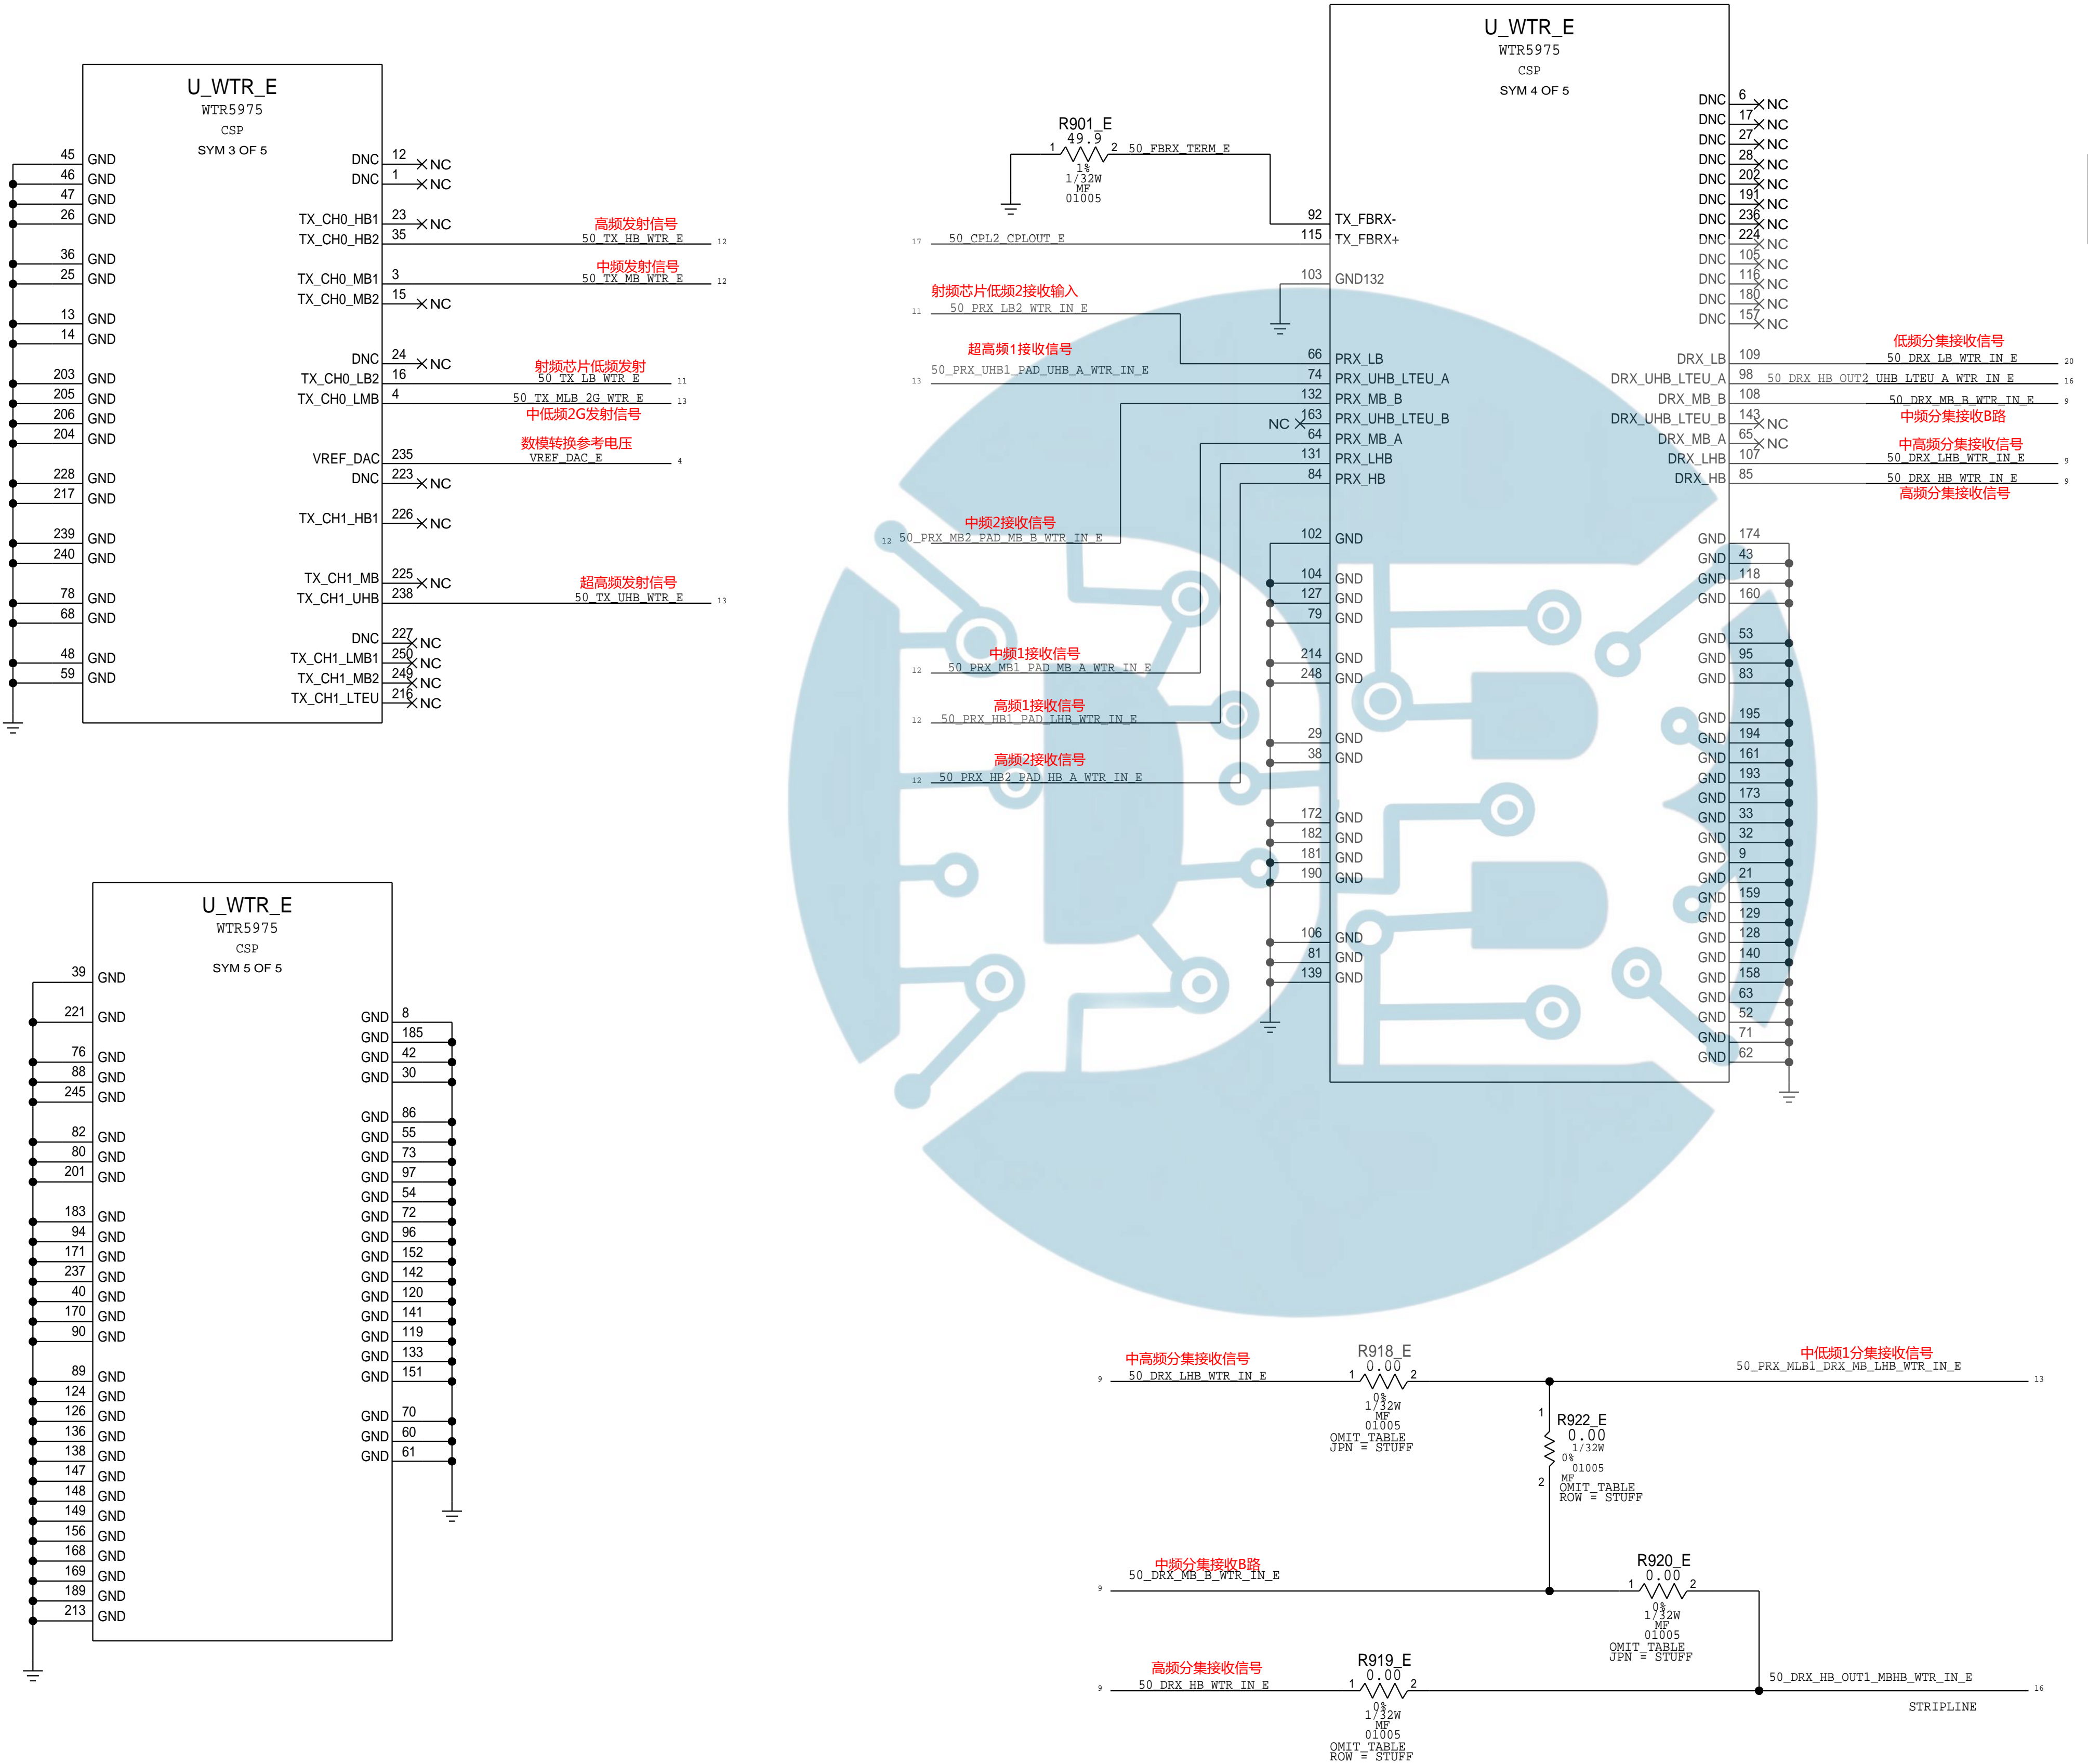 U_WTR_E
WTR5975
CSP
SYM 3 OF 5
45 GND
46 GND
47 GND
26 GND
36 GND
25 GND
13 GND
14 GND
203 GND
205 GND
206 GND
204 GND
228 GND
217 GND
239 GND
240 GND
78 GND
68 GND
48 GND
59 GND
DNC 12 NC
DNC 1 NC
TX_CH0_HB1 23 NC
高频发射信号
TX_CH0_HB2 35 50_TX_HB_WTR_E 12
中频发射信号
TX_CH0_MB1 3 50_TX_MB_WTR_E 12
TX_CH0_MB2 15 NC
DNC 24 NC
射频芯片低频发射
TX_CH0_LB2 16 50_TX_LB_WTR_E 11
TX_CH0_LMB 4 50_TX_MLB_2G_WTR_E 13
中低频2G发射信号
数模转换参考电压
VREF_DAC 235 VREF_DAC_E 4
DNC 223 NC
TX_CH1_HB1 226 NC
TX_CH1_MB 225 NC
超高频发射信号
TX_CH1_UHB 238 50_TX_UHB_WTR_E 13
DNC 227 NC
TX_CH1_LMB1 250 NC
TX_CH1_MB2 249 NC
TX_CH1_LTEU 216 NC
U_WTR_E
WTR5975
CSP
SYM 4 OF 5
R901_E
49.9
1 2 50_FBRX_TERM_E
1%
1/32W
MF
01005
92 TX_FBRX-
17 50_CPL2_CPLOUT_E 115 TX_FBRX+
103 GND132
射频芯片低频2接收输入
11 50_PRX_LB2_WTR_IN_E
超高频1接收信号
13 50_PRX_UHB1_PAD_UHB_A_WTR_IN_E
66 PRX_LB
74 PRX_UHB_LTEU_A
132 PRX_MB_B
NC 163 PRX_UHB_LTEU_B
64 PRX_MB_A
131 PRX_LHB
84 PRX_HB
中频2接收信号
12 50_PRX_MB2_PAD_MB_B_WTR_IN_E
中频1接收信号
12 50_PRX_MB1_PAD_MB_A_WTR_IN_E
高频1接收信号
12 50_PRX_HB1_PAD_LHB_WTR_IN_E
高频2接收信号
12 50_PRX_HB2_PAD_HB_A_WTR_IN_E
102 GND
104 GND
127 GND
79 GND
214 GND
248 GND
29 GND
38 GND
172 GND
182 GND
181 GND
190 GND
106 GND
81 GND
139 GND
DNC 6 NC
DNC 17 NC
DNC 27 NC
DNC 28 NC
DNC 202 NC
DNC 191 NC
DNC 236 NC
DNC 224 NC
DNC 105 NC
DNC 116 NC
DNC 180 NC
DNC 157 NC
低频分集接收信号
DRX_LB 109 50_DRX_LB_WTR_IN_E 20
DRX_UHB_LTEU_A 98 50_DRX_HB_OUT2_UHB_LTEU_A_WTR_IN_E 16
DRX_MB_B 108 50_DRX_MB_B_WTR_IN_E 9
中频分集接收B路
DRX_UHB_LTEU_B 143 NC
DRX_MB_A 65 NC
中高频分集接收信号
DRX_LHB 107 50_DRX_LHB_WTR_IN_E 9
DRX_HB 85 50_DRX_HB_WTR_IN_E 9
高频分集接收信号
GND 174
GND 43
GND 118
GND 160
GND 53
GND 95
GND 83
GND 195
GND 194
GND 161
GND 193
GND 173
GND 33
GND 32
GND 9
GND 21
GND 159
GND 129
GND 128
GND 140
GND 158
GND 63
GND 52
GND 71
GND 62
U_WTR_E
WTR5975
CSP
SYM 5 OF 5
39 GND
221 GND
76 GND
88 GND
245 GND
82 GND
80 GND
201 GND
183 GND
94 GND
171 GND
237 GND
40 GND
170 GND
90 GND
89 GND
124 GND
126 GND
136 GND
138 GND
147 GND
148 GND
149 GND
156 GND
168 GND
169 GND
189 GND
213 GND
GND 8
GND 185
GND 42
GND 30
GND 86
GND 55
GND 73
GND 97
GND 54
GND 72
GND 96
GND 152
GND 142
GND 120
GND 141
GND 119
GND 133
GND 151
GND 70
GND 60
GND 61
中高频分集接收信号
9 50_DRX_LHB_WTR_IN_E
R918_E
0.00
1 2
0%
1/32W
MF
01005
OMIT_TABLE
JPN = STUFF
中低频1分集接收信号
50_PRX_MLB1_DRX_MB_LHB_WTR_IN_E 13
1
R922_E
0.00
1/32W
0%
01005
MF
2
OMIT_TABLE
ROW = STUFF
中频分集接收B路
9 50_DRX_MB_B_WTR_IN_E
R920_E
0.00
1 2
0%
1/32W
MF
01005
OMIT_TABLE
JPN = STUFF
高频分集接收信号
9 50_DRX_HB_WTR_IN_E
R919_E
0.00
1 2
0%
1/32W
MF
01005
OMIT_TABLE
ROW = STUFF
50_DRX_HB_OUT1_MBHB_WTR_IN_E 16
STRIPLINE